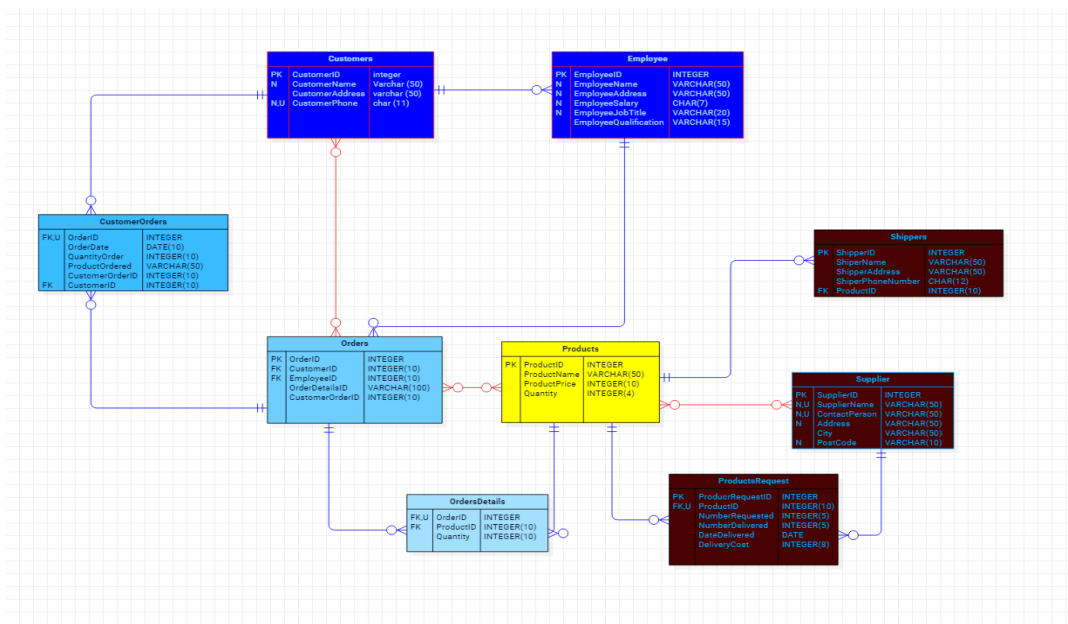 Customers
PK CustomerID integer
N CustomerName Varchar (50)
CustomerAddress varchar (50)
N,U CustomerPhone char (11)
Employee
PK EmployeeID INTEGER
N EmployeeName VARCHAR(50)
N EmployeeAddress VARCHAR(50)
N EmployeeSalary CHAR(7)
N EmployeeJobTitle VARCHAR(20)
EmployeeQualification VARCHAR(15)
CustomerOrders
FK,U OrderID INTEGER
OrderDate DATE(10)
QuantityOrder INTEGER(10)
ProductOrdered VARCHAR(50)
CustomerOrderID INTEGER(10)
FK CustomerID INTEGER(10)
Shippers
PK ShipperID INTEGER
ShiperName VARCHAR(50)
ShipperAddress VARCHAR(50)
ShiperPhoneNumber CHAR(12)
FK ProductID INTEGER(10)
Orders
PK OrderID INTEGER
FK CustomerID INTEGER(10)
FK EmployeeID INTEGER(10)
OrderDetailsID VARCHAR(100)
CustomerOrderID INTEGER(10)
Products
PK ProductID INTEGER
ProductName VARCHAR(50)
ProductPrice INTEGER(10)
Quantity INTEGER(4)
Supplier
PK SupplierID INTEGER
N,U SupplierName VARCHAR(50)
N,U ContactPerson VARCHAR(50)
N Address VARCHAR(50)
City VARCHAR(50)
N PostCode VARCHAR(10)
ProductsRequest
PK ProducrRequestID INTEGER
FK,U ProductID INTEGER(10)
NumberRequested INTEGER(5)
NumberDelivered INTEGER(5)
DateDelivered DATE
DeliveryCost INTEGER(8)
OrdersDetails
FK,U OrderID INTEGER
FK ProductID INTEGER(10)
Quantity INTEGER(10)